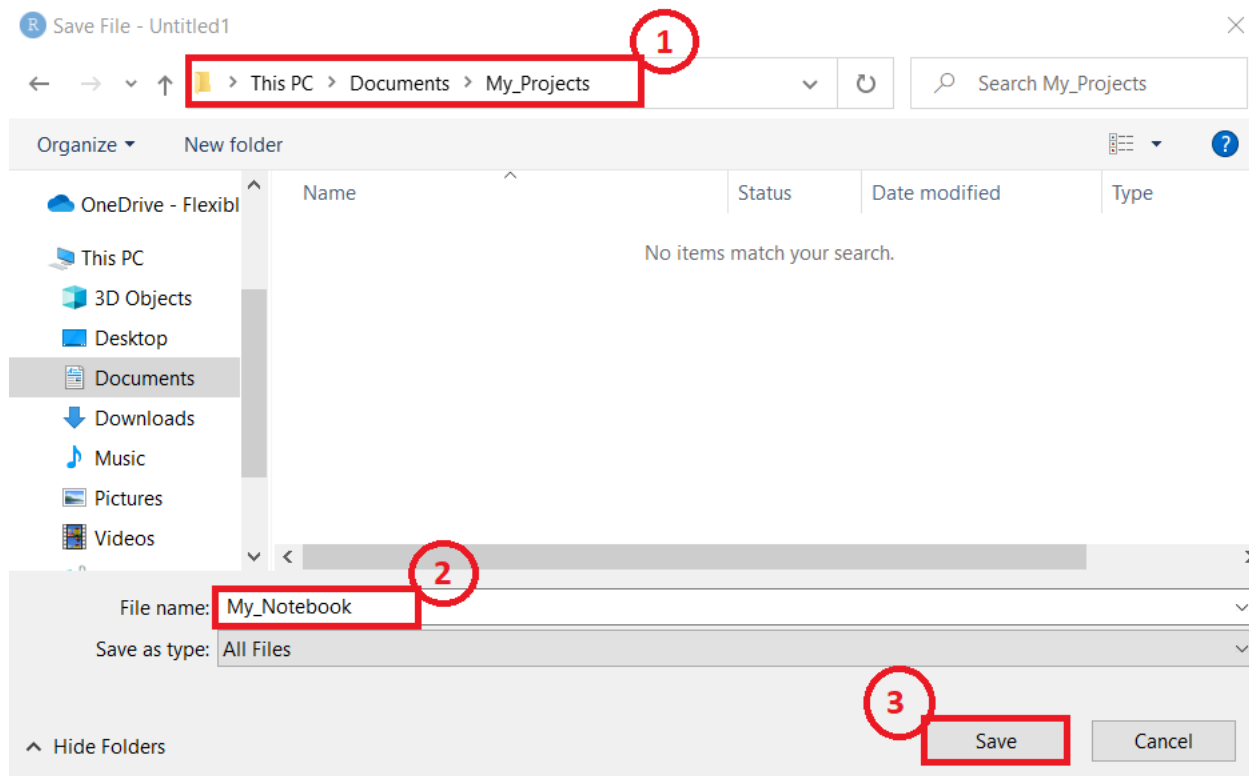 R Save File - Untitled1
1
This PC > Documents > My_Projects
Search My_Projects
Organize New folder
?
OneDrive - Flexibl
Name Status Date modified Type
This PC
No items match your search.
3D Objects
Desktop
Documents
Downloads
Music
Pictures
Videos
2
File name: My_Notebook
Save as type: All Files
3
Hide Folders
Save Cancel